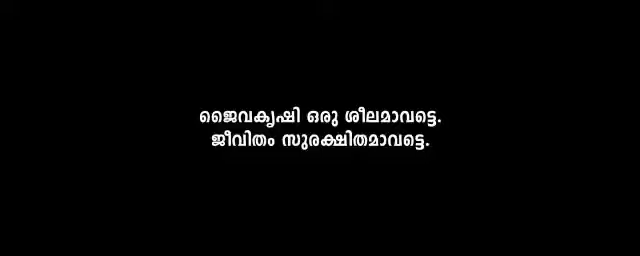 ജൈവകൃഷി ഒരു ശീലമാവട്ടെ.
ജീവിതം സുരക്ഷിതമാവട്ടെ.